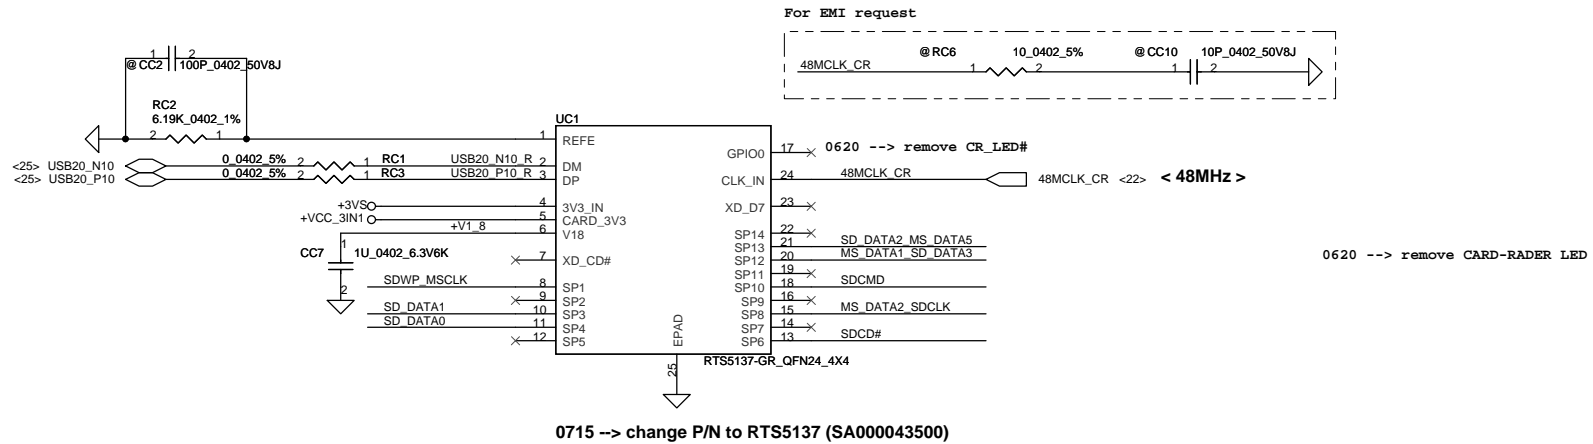 For EMI request
@RC6 10_0402_5% @CC10 10P_0402_50V8J
48MCLK_CR 1 2 1 2
1 2
@CC2 100P_0402_50V8J
RC2
6.19K_0402_1%
2 1
UC1
1 REFE
<25> USB20_N10 0_0402_5% 2 1 RC1 USB20_N10_R 2 DM
<25> USB20_P10 0_0402_5% 2 1 RC3 USB20_P10_R 3 DP
+3VS 4 3V3_IN
+VCC_3IN1 5 CARD_3V3
+V1_8 6 V18
CC7 1 1U_0402_6.3V6K
2
7 XD_CD#
SDWP_MSCLK 8 SP1
9 SP2
SD_DATA1 10 SP3
SD_DATA0 11 SP4
12 SP5
EPAD
25
GPIO0 17 0620 --> remove CR_LED#
CLK_IN 24 48MCLK_CR 48MCLK_CR <22> < 48MHz >
XD_D7 23
SP14 22
SP13 21 SD_DATA2_MS_DATA5
SP12 20 MS_DATA1_SD_DATA3
SP11 19
SP10 18 SDCMD
SP9 16
SP8 15 MS_DATA2_SDCLK
SP7 14
SP6 13 SDCD#
RTS5137-GR_QFN24_4X4
0620 --> remove CARD-RADER LED
0715 --> change P/N to RTS5137 (SA000043500)